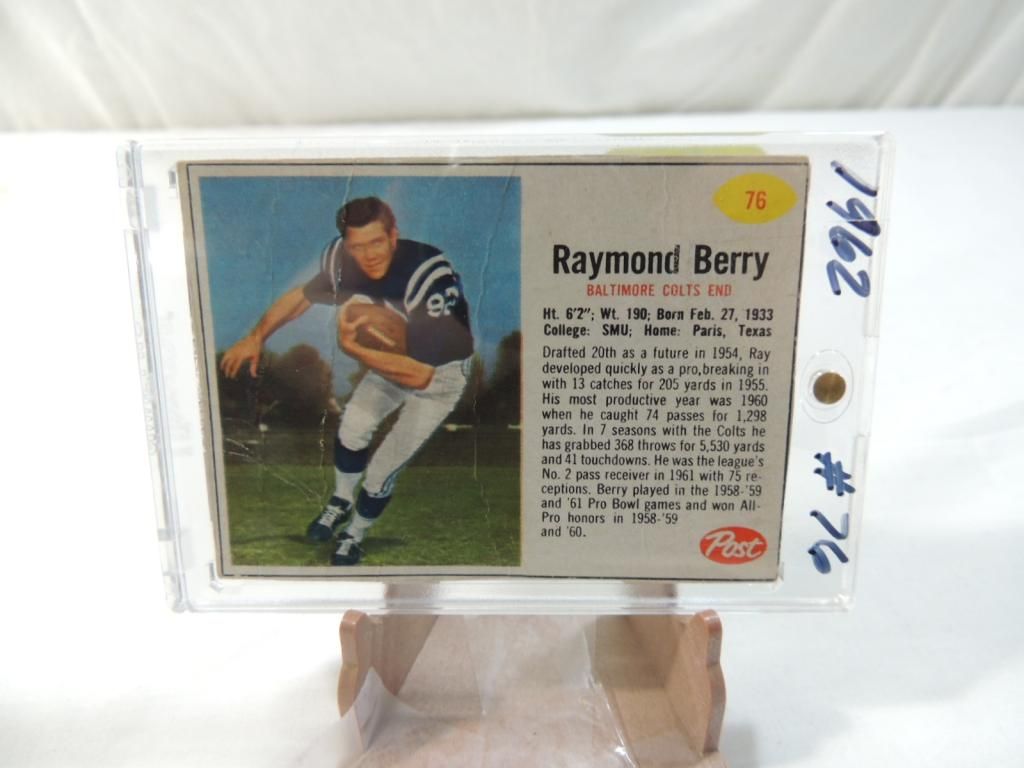 76
Raymond Berry
BALTIMORE COLTS END
Ht. 6'2"; Wt. 190; Born Feb. 27, 1933
College: SMU; Home: Paris, Texas
Drafted 20th as a future in 1954, Ray
developed quickly as a pro, breaking in
with 13 catches for 205 yards in 1955.
His most productive year was 1960
when he caught 74 passes for 1,298
yards. In 7 seasons with the Colts he
has grabbed 368 throws for 5,530 yards
and 41 touchdowns. He was the league's
No. 2 pass receiver in 1961 with 75 re-
ceptions. Berry played in the 1958-'59
and '61 Pro Bowl games and won All-
Pro honors in 1958-'59
and '60.
Post
1962
# 76